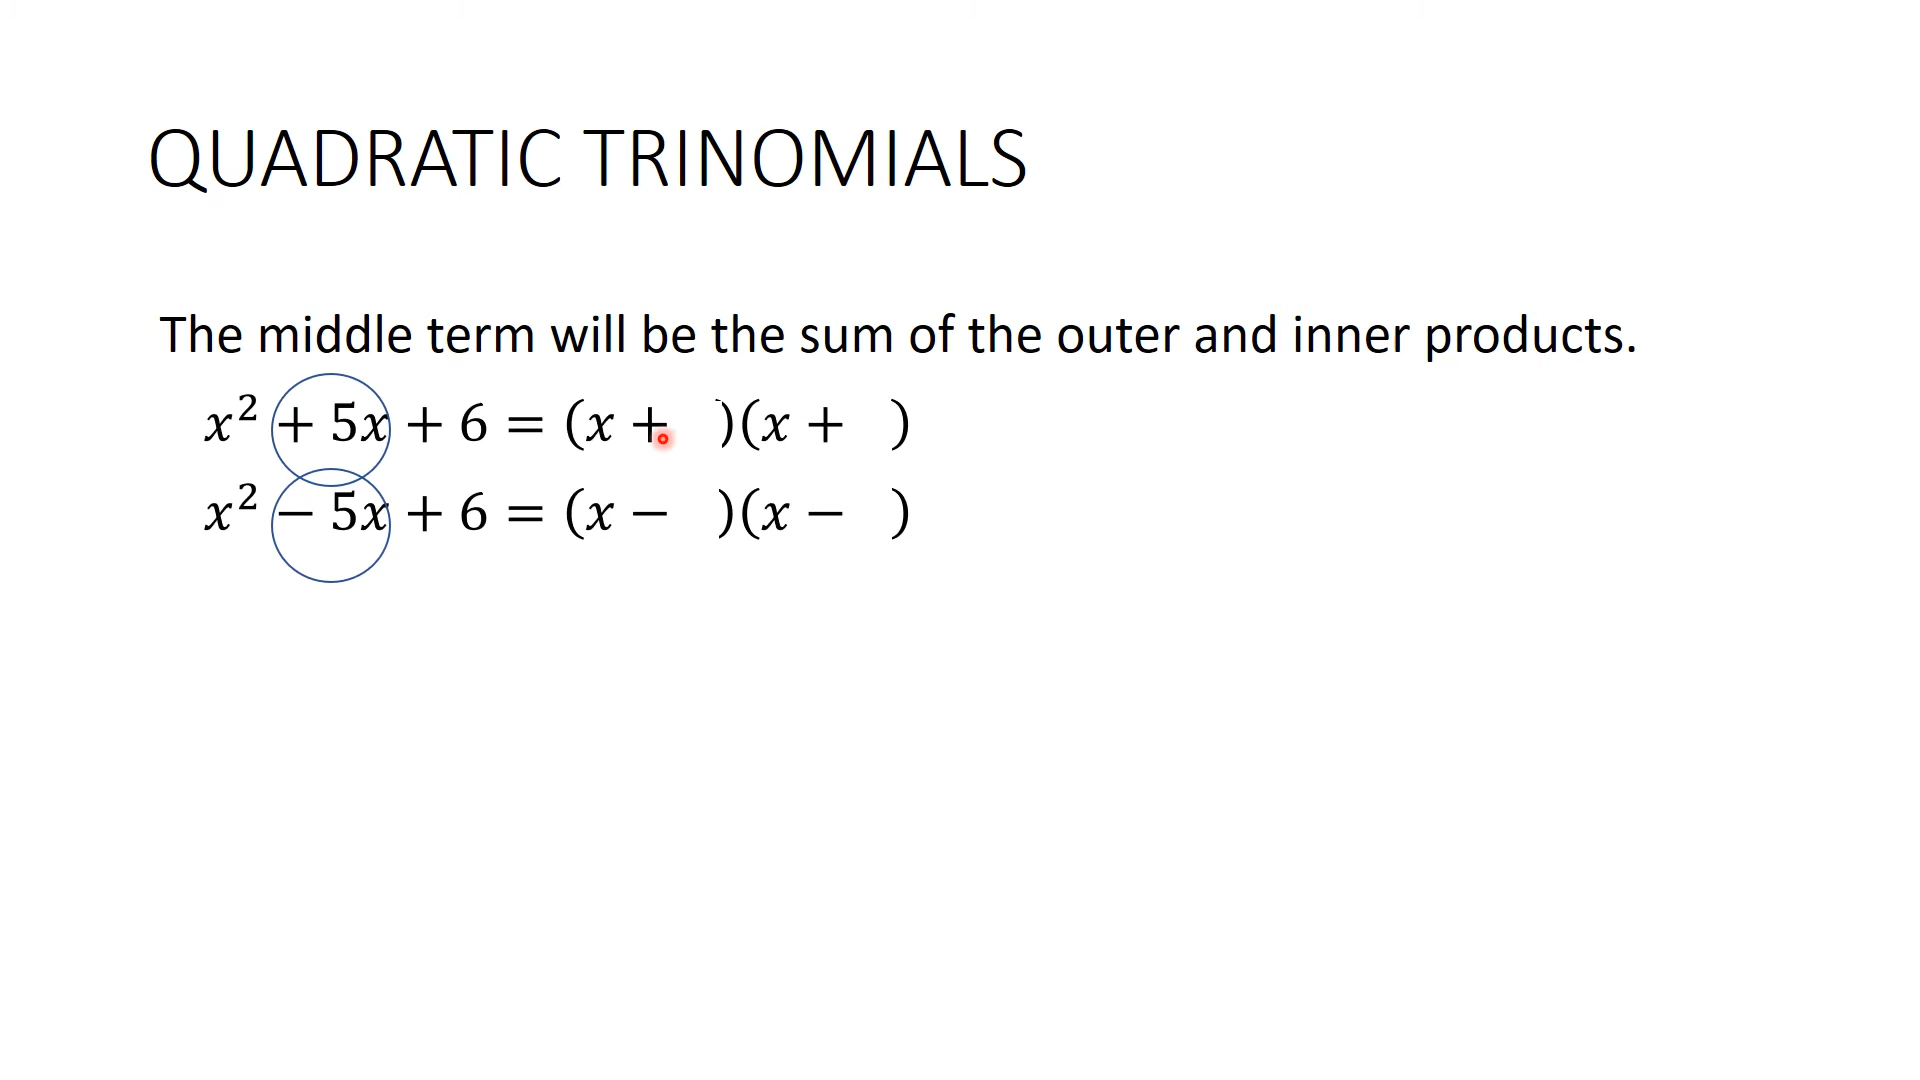 QUADRATIC TRINOMIALS
The middle term will be the sum of the outer and inner products.
x² + 5x + 6 = (x +   )(x +   )
x² − 5x + 6 = (x −   )(x −   )